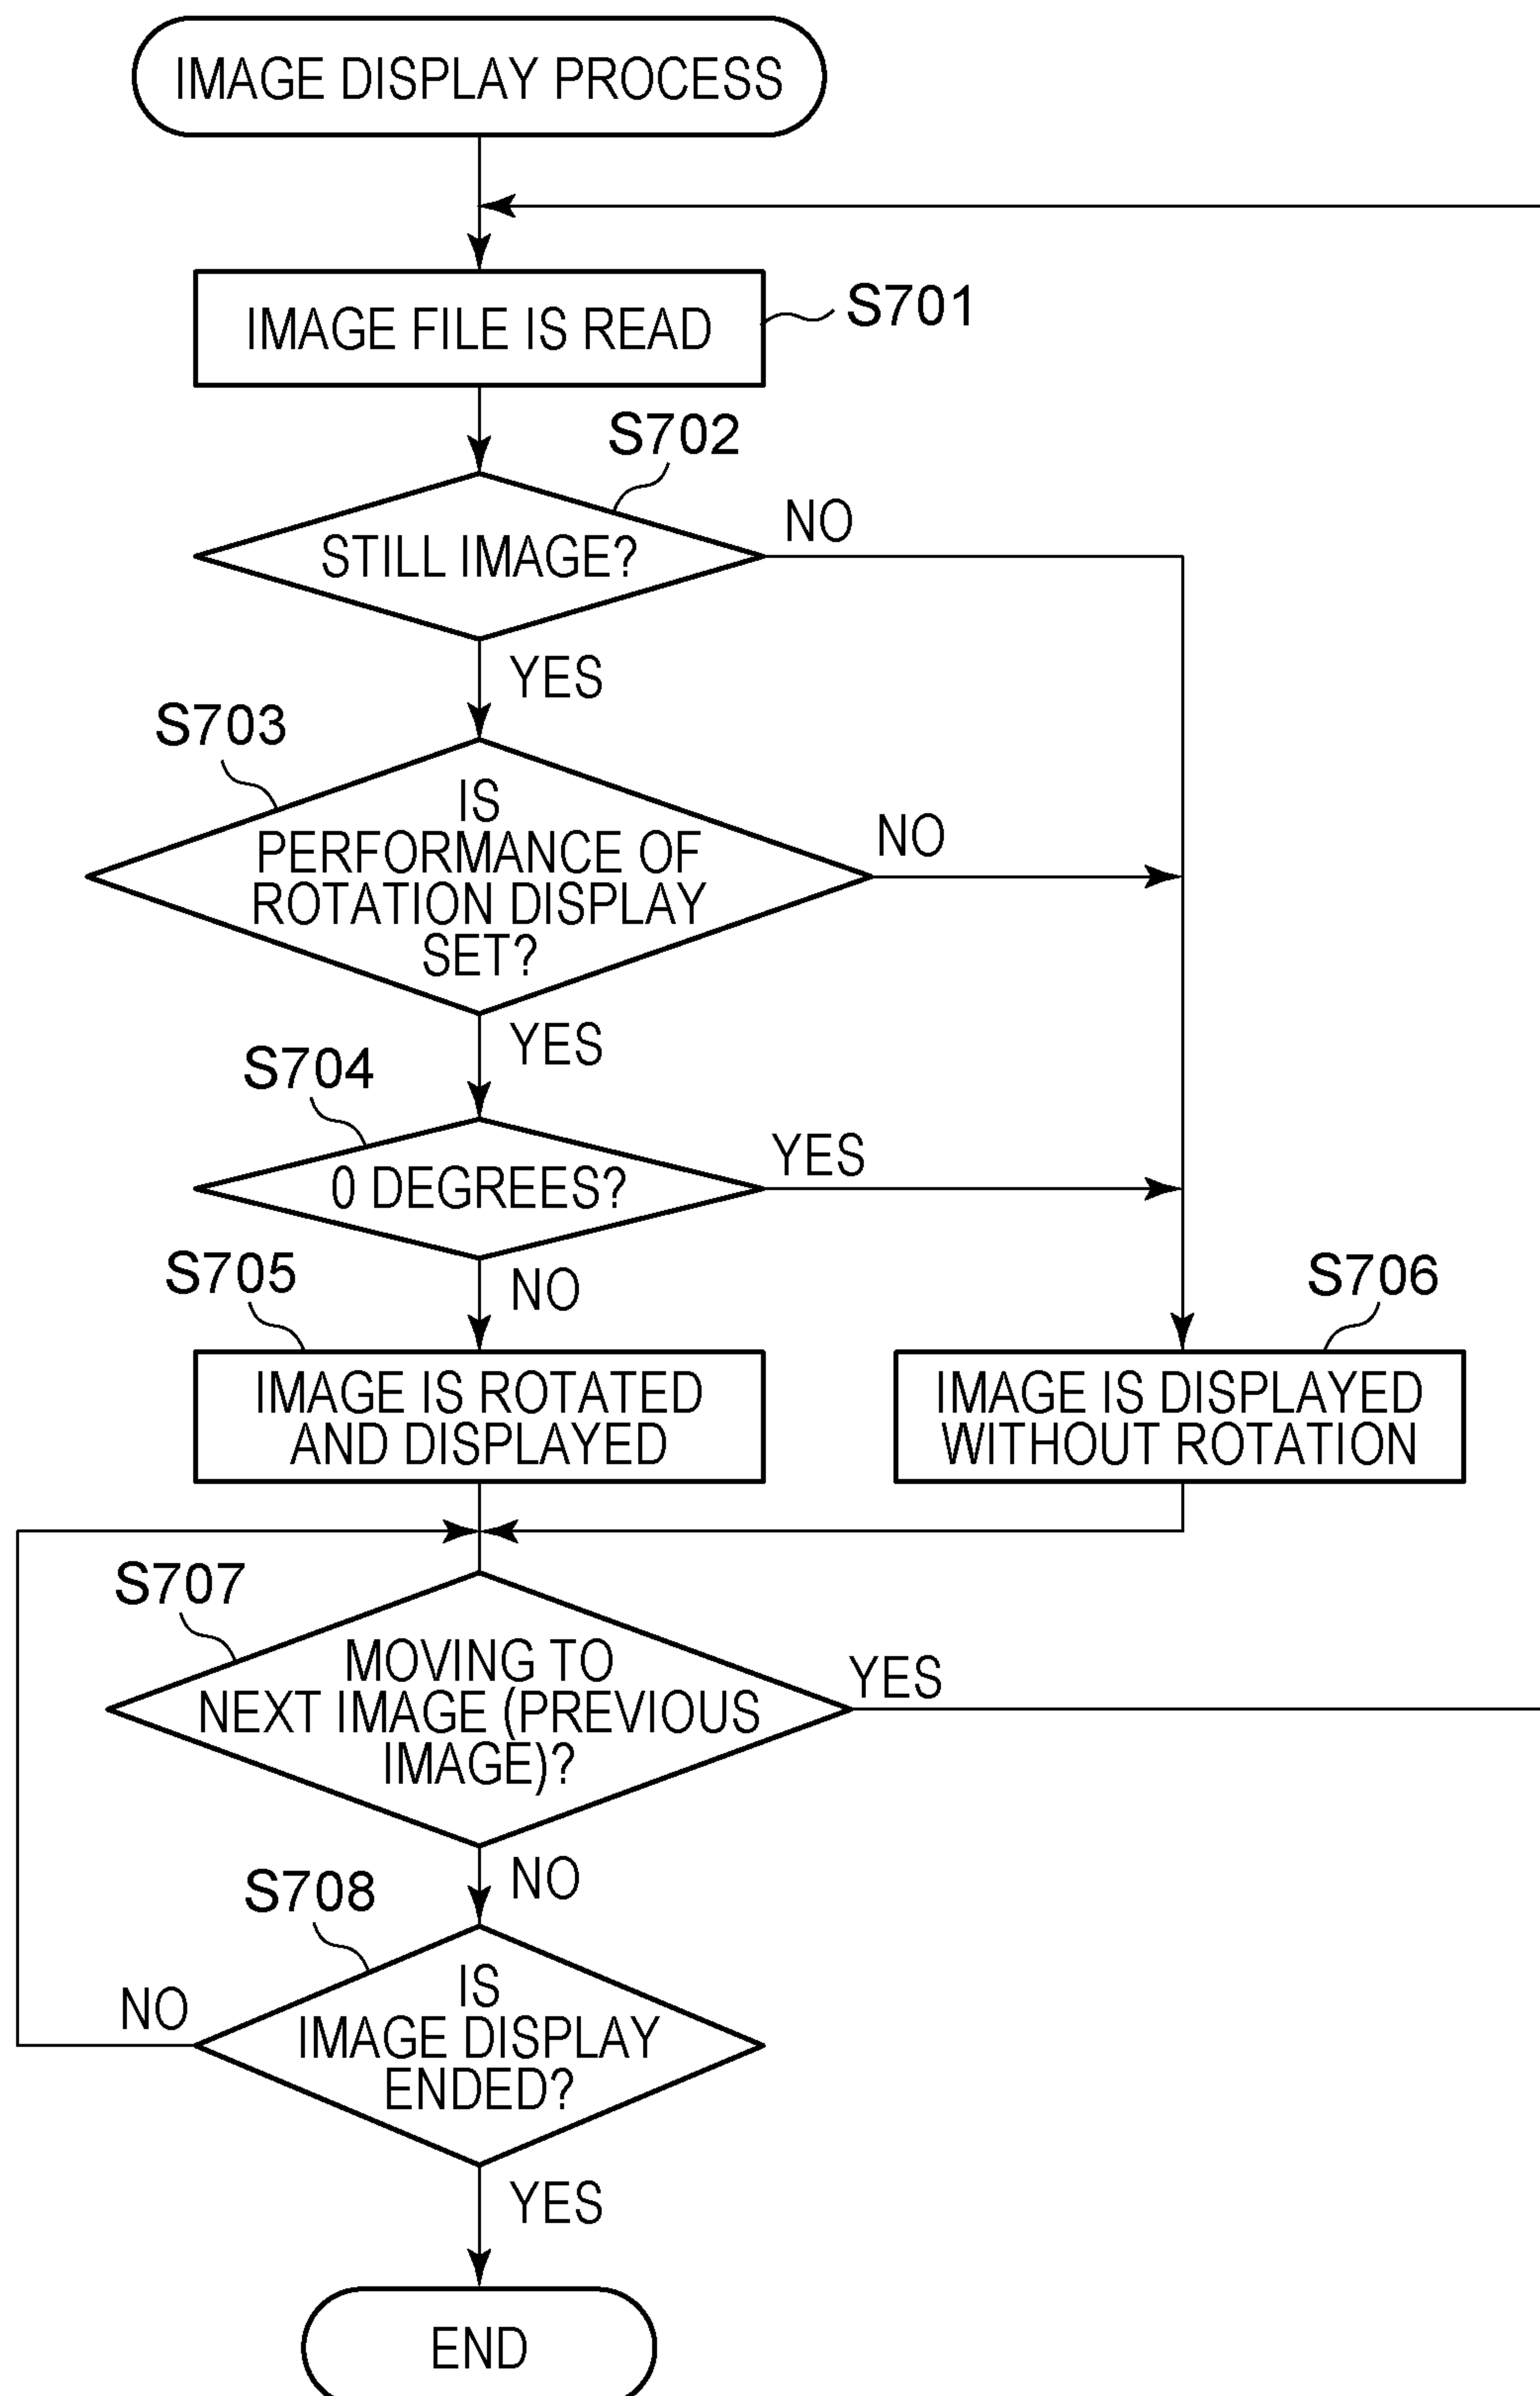 IMAGE DISPLAY PROCESS
IMAGE FILE IS READ
S701
S702
STILL IMAGE?
NO
YES
S703
IS
PERFORMANCE OF
ROTATION DISPLAY
SET?
NO
YES
S704
0 DEGREES?
YES
NO
S705
IMAGE IS ROTATED
AND DISPLAYED
S706
IMAGE IS DISPLAYED
WITHOUT ROTATION
S707
MOVING TO
NEXT IMAGE (PREVIOUS
IMAGE)?
YES
NO
S708
IS
IMAGE DISPLAY
ENDED?
NO
YES
END